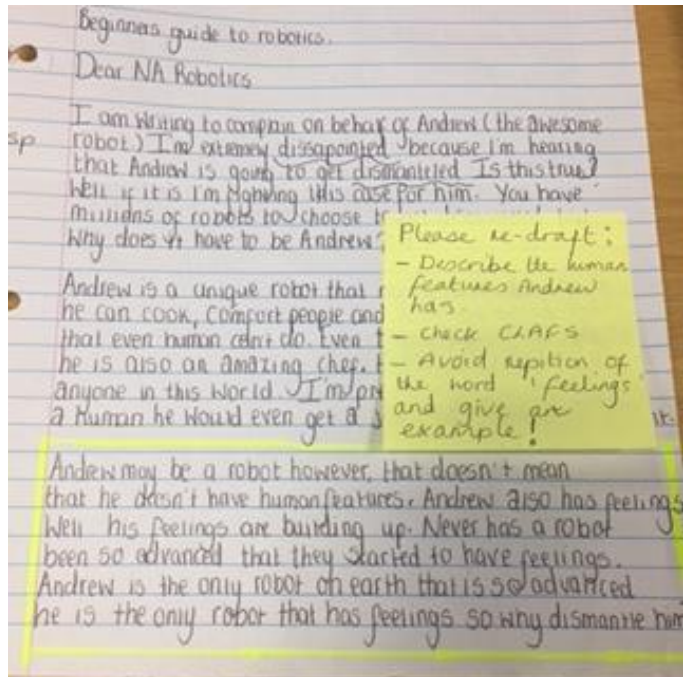 Beginners guide to robotics.
Dear NA Robotics
I am writing to complain on behalf of Andrew (the awesome
sp robot) I'm extremely dissapointed because I'm hearing
that Andrew is going to get dismanteled Is this true?
Well if it is I'm fighting this case for him. You have
millions of robots to choose
Why does it have to be Andrew?
Andrew is a unique robot that
he can cook, comfort people and
that even human can't do. Even
he is also an amazing chef.
anyone in this world. I'm
a human he would even get a
it.
Please re-draft:
- Describe the human
features Andrew
has.
- Check CLAFS
- Avoid repition of
the word 'feelings'
and give an
example!
Andrew may be a robot however, that doesn't mean
that he doesn't have human features. Andrew also has feelings
Well his feelings are building up. Never has a robot
been so advanced that they started to have feelings.
Andrew is the only robot on earth that is so advanced
he is the only robot that has feelings so why dismantle him